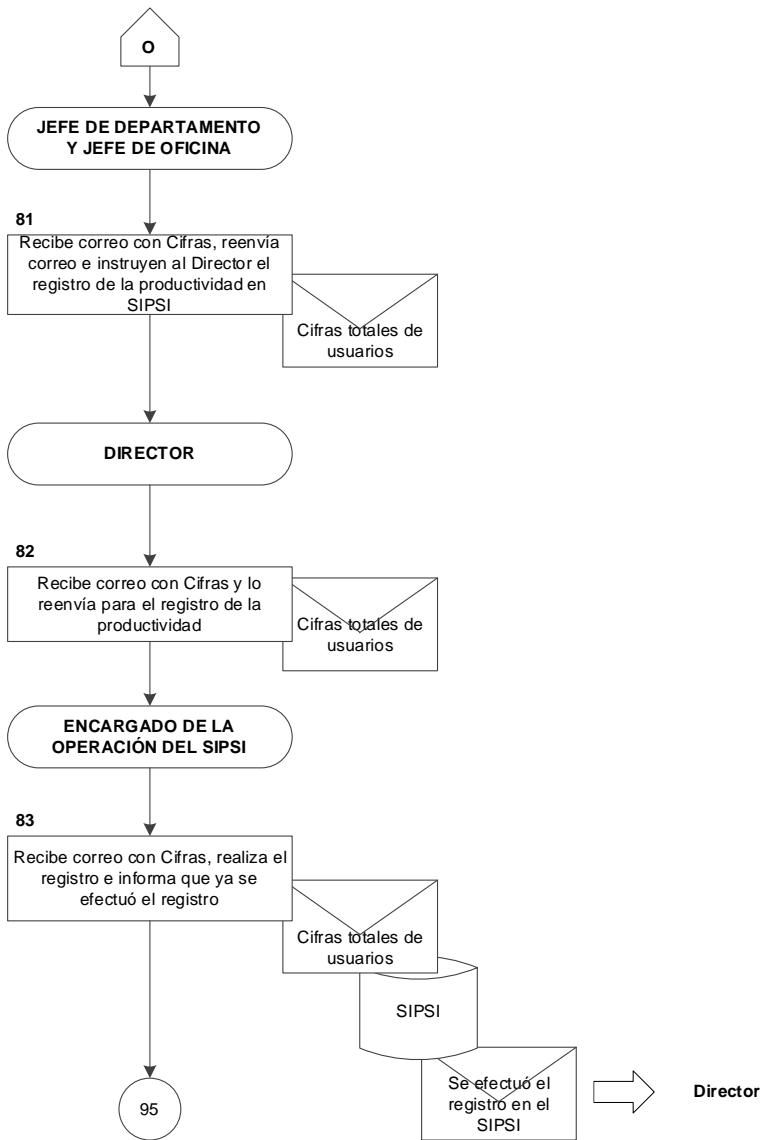 O
JEFE DE DEPARTAMENTO
Y JEFE DE OFICINA
81
Recibe correo con Cifras, reenvía
correo e instruyen al Director el
registro de la productividad en
SIPSI
Cifras totales de
usuarios
DIRECTOR
82
Recibe correo con Cifras y lo
reenvía para el registro de la
productividad
Cifras totales de
usuarios
ENCARGADO DE LA
OPERACIÓN DEL SIPSI
83
Recibe correo con Cifras, realiza el
registro e informa que ya se
efectuó el registro
Cifras totales de
usuarios
SIPSI
Se efectuó el
registro en el
SIPSI
Director
95